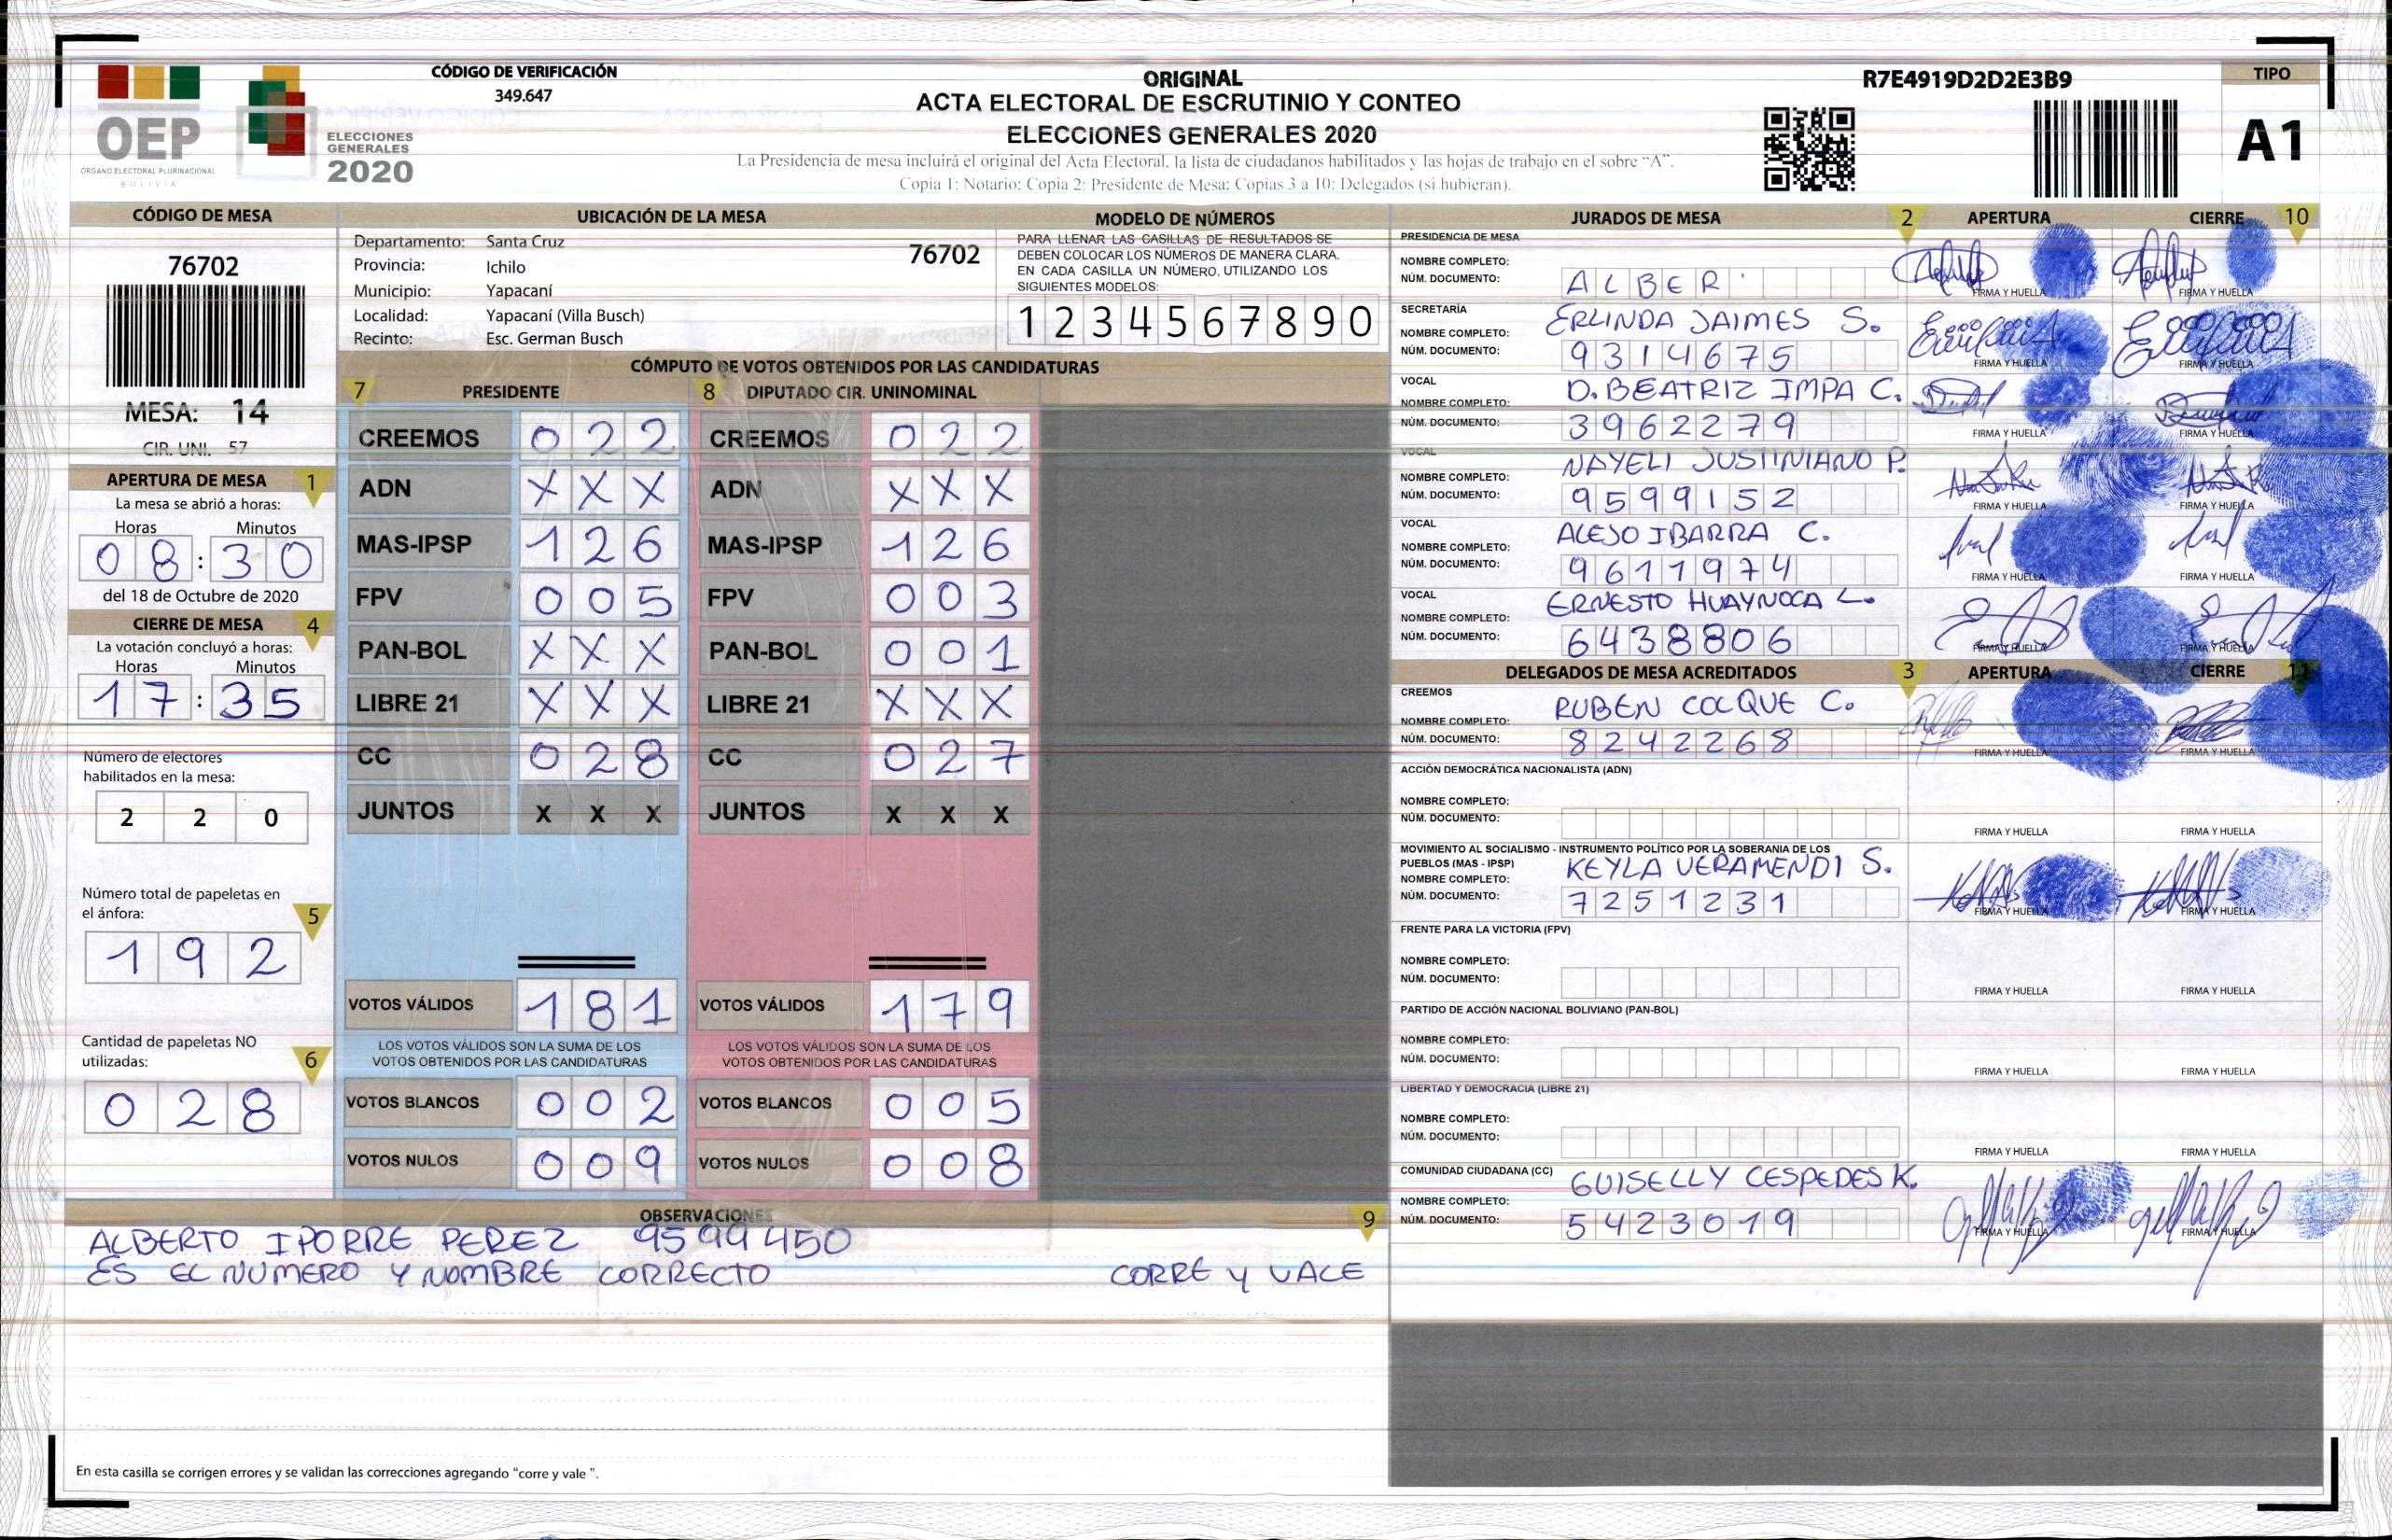 OEP
ORGANO ELECTORAL PLURINACIONAL
BOLIVIA
ELECCIONES
GENERALES
2020
CÓDIGO DE VERIFICACIÓN
349.647
ORIGINAL
ACTA ELECTORAL DE ESCRUTINIO Y CONTEO
ELECCIONES GENERALES 2020
La Presidencia de mesa incluirá el original del Acta Electoral, la lista de ciudadanos habilitados y las hojas de trabajo en el sobre “A”.
Copia 1: Notario; Copia 2: Presidente de Mesa; Copias 3 a 10: Delegados (si hubieran).
R7E4919D2D2E3B9
TIPO
A1
CÓDIGO DE MESA
76702
MESA: 14
CIR. UNI. 57
APERTURA DE MESA 1
La mesa se abrió a horas:
Horas Minutos
08:30
del 18 de Octubre de 2020
CIERRE DE MESA 4
La votación concluyó a horas:
Horas Minutos
17:35
Número de electores
habilitados en la mesa:
2 2 0
Número total de papeletas en
el ánfora: 5
1 9 2
Cantidad de papeletas NO
utilizadas: 6
0 2 8
UBICACIÓN DE LA MESA
Departamento: Santa Cruz 76702
Provincia: Ichilo
Municipio: Yapacaní
Localidad: Yapacaní (Villa Busch)
Recinto: Esc. German Busch
MODELO DE NÚMEROS
PARA LLENAR LAS CASILLAS DE RESULTADOS SE
DEBEN COLOCAR LOS NÚMEROS DE MANERA CLARA.
EN CADA CASILLA UN NÚMERO, UTILIZANDO LOS
SIGUIENTES MODELOS:
1 2 3 4 5 6 7 8 9 0
CÓMPUTO DE VOTOS OBTENIDOS POR LAS CANDIDATURAS
7 PRESIDENTE
CREEMOS 0 2 2
ADN X X X
MAS-IPSP 1 2 6
FPV 0 0 5
PAN-BOL X X X
LIBRE 21 X X X
CC 0 2 8
JUNTOS X X X
VOTOS VÁLIDOS 1 8 1
LOS VOTOS VÁLIDOS SON LA SUMA DE LOS
VOTOS OBTENIDOS POR LAS CANDIDATURAS
VOTOS BLANCOS 0 0 2
VOTOS NULOS 0 0 9
8 DIPUTADO CIR. UNINOMINAL
CREEMOS 0 2 2
ADN X X X
MAS-IPSP 1 2 6
FPV 0 0 3
PAN-BOL 0 0 1
LIBRE 21 X X X
CC 0 2 7
JUNTOS X X X
VOTOS VÁLIDOS 1 7 9
LOS VOTOS VÁLIDOS SON LA SUMA DE LOS
VOTOS OBTENIDOS POR LAS CANDIDATURAS
VOTOS BLANCOS 0 0 5
VOTOS NULOS 0 0 8
OBSERVACIONES 9
ALBERTO IPORRE PEREZ 9599450
ES EL NUMERO Y NOMBRE CORRECTO CORRE Y VALE
En esta casilla se corrigen errores y se validan las correcciones agregando “corre y vale ”.
JURADOS DE MESA 2 APERTURA CIERRE 10
PRESIDENCIA DE MESA
NOMBRE COMPLETO:
NÚM. DOCUMENTO: ALBER
FIRMA Y HUELLA FIRMA Y HUELLA
SECRETARÍA
NOMBRE COMPLETO: ERLINDA JAIMES S.
NÚM. DOCUMENTO: 9314675
FIRMA Y HUELLA FIRMA Y HUELLA
VOCAL
NOMBRE COMPLETO: D. BEATRIZ IMPA C.
NÚM. DOCUMENTO: 3962279
FIRMA Y HUELLA FIRMA Y HUELLA
VOCAL
NOMBRE COMPLETO: NAYELI JUSTINIANO P.
NÚM. DOCUMENTO: 9599152
FIRMA Y HUELLA FIRMA Y HUELLA
VOCAL
NOMBRE COMPLETO: ALEJO IBARRA C.
NÚM. DOCUMENTO: 9611974
FIRMA Y HUELLA FIRMA Y HUELLA
VOCAL
NOMBRE COMPLETO: ERNESTO HUAYNOCA L.
NÚM. DOCUMENTO: 6438806
FIRMA Y HUELLA FIRMA Y HUELLA
DELEGADOS DE MESA ACREDITADOS 3 APERTURA CIERRE 11
CREEMOS
NOMBRE COMPLETO: RUBEN COLQUE C.
NÚM. DOCUMENTO: 8242268
FIRMA Y HUELLA FIRMA Y HUELLA
ACCIÓN DEMOCRÁTICA NACIONALISTA (ADN)
NOMBRE COMPLETO:
NÚM. DOCUMENTO:
FIRMA Y HUELLA FIRMA Y HUELLA
MOVIMIENTO AL SOCIALISMO - INSTRUMENTO POLÍTICO POR LA SOBERANIA DE LOS
PUEBLOS (MAS - IPSP)
NOMBRE COMPLETO: KEYLA VERAMENDI S.
NÚM. DOCUMENTO: 7251231
FIRMA Y HUELLA FIRMA Y HUELLA
FRENTE PARA LA VICTORIA (FPV)
NOMBRE COMPLETO:
NÚM. DOCUMENTO:
FIRMA Y HUELLA FIRMA Y HUELLA
PARTIDO DE ACCIÓN NACIONAL BOLIVIANO (PAN-BOL)
NOMBRE COMPLETO:
NÚM. DOCUMENTO:
FIRMA Y HUELLA FIRMA Y HUELLA
LIBERTAD Y DEMOCRACIA (LIBRE 21)
NOMBRE COMPLETO:
NÚM. DOCUMENTO:
FIRMA Y HUELLA FIRMA Y HUELLA
COMUNIDAD CIUDADANA (CC)
NOMBRE COMPLETO: GUISELLY CESPEDES K.
NÚM. DOCUMENTO: 5423019
FIRMA Y HUELLA FIRMA Y HUELLA